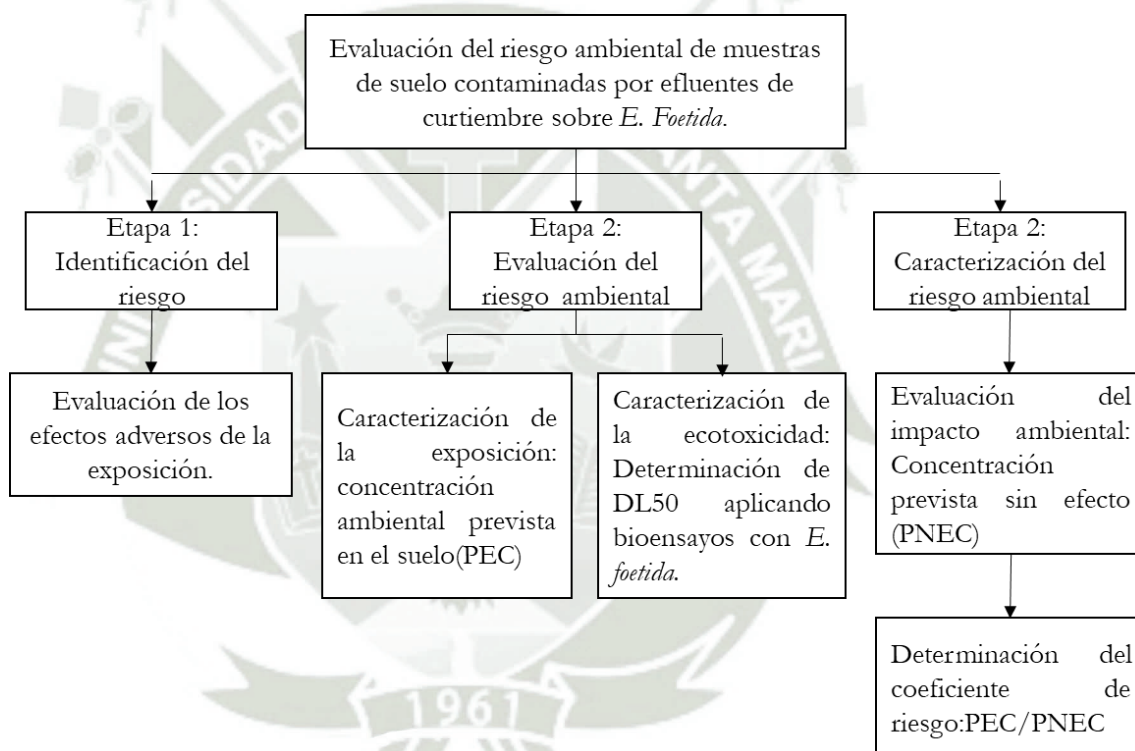 Evaluación del riesgo ambiental de muestras
de suelo contaminadas por efluentes de
curtiembre sobre E. Foetida.
Etapa 1:
Identificación del
riesgo
Etapa 2:
Evaluación del
riesgo ambiental
Etapa 2:
Caracterización del
riesgo ambiental
Evaluación de los
efectos adversos de la
exposición.
Caracterización de
la exposición:
concentración
ambiental prevista
en el suelo(PEC)
Caracterización de
la ecotoxicidad:
Determinación de
DL50 aplicando
bioensayos con E.
foetida.
Evaluación del
impacto ambiental:
Concentración
prevista sin efecto
(PNEC)
Determinación del
coeficiente de
riesgo:PEC/PNEC
1961